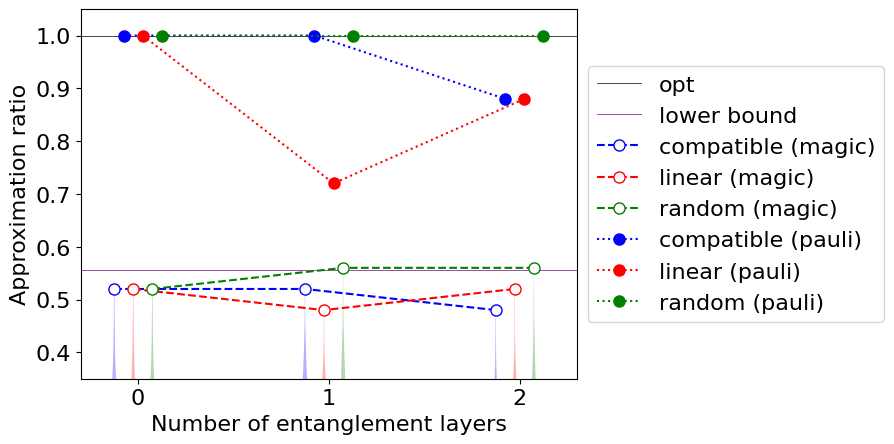 1.0
0.9
0.8
0.7
0.6
0.5
0.4
Approximation ratio
0
1
2
Number of entanglement layers
opt
lower bound
compatible (magic)
linear (magic)
random (magic)
compatible (pauli)
linear (pauli)
random (pauli)